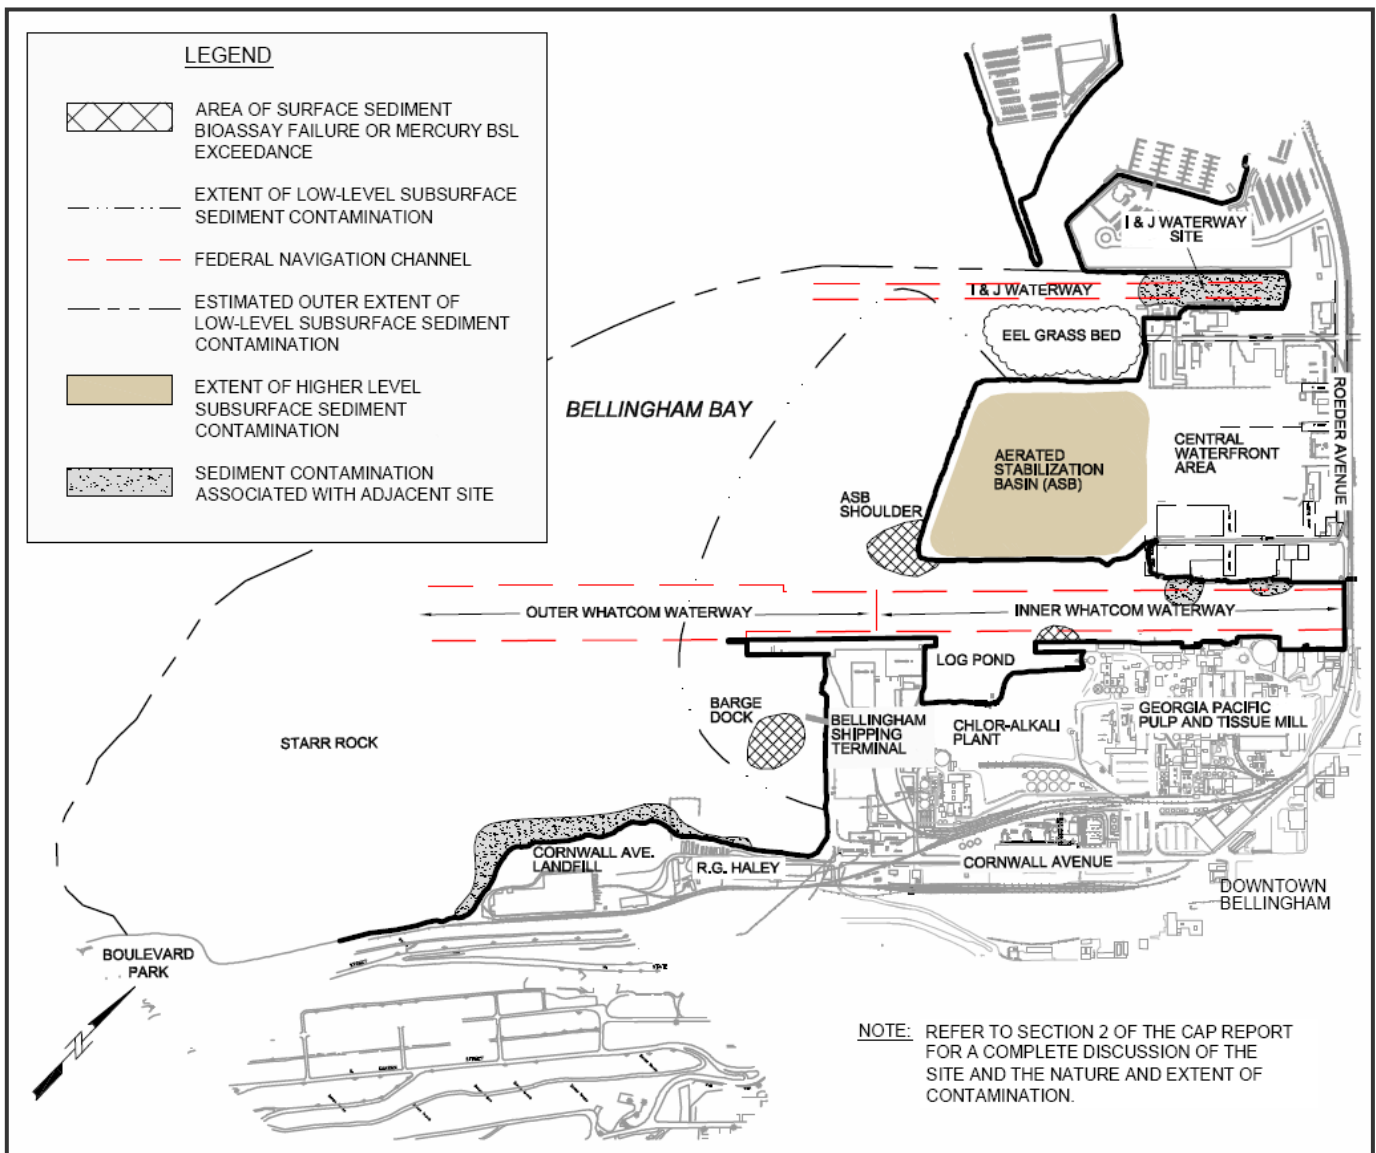 LEGEND
AREA OF SURFACE SEDIMENT
BIOASSAY FAILURE OR MERCURY BSL
EXCEEDANCE
EXTENT OF LOW-LEVEL SUBSURFACE
SEDIMENT CONTAMINATION
FEDERAL NAVIGATION CHANNEL
ESTIMATED OUTER EXTENT OF
LOW-LEVEL SUBSURFACE SEDIMENT
CONTAMINATION
EXTENT OF HIGHER LEVEL
SUBSURFACE SEDIMENT
CONTAMINATION
SEDIMENT CONTAMINATION
ASSOCIATED WITH ADJACENT SITE
I & J WATERWAY
SITE
I & J WATERWAY
EEL GRASS BED
ROEDER AVENUE
BELLINGHAM BAY
CENTRAL
WATERFRONT
AREA
AERATED
STABILIZATION
BASIN (ASB)
ASB
SHOULDER
OUTER WHATCOM WATERWAY
INNER WHATCOM WATERWAY
LOG POND
BARGE
DOCK
BELLINGHAM
SHIPPING
TERMINAL
CHLOR-ALKALI
PLANT
GEORGIA PACIFIC
PULP AND TISSUE MILL
STARR ROCK
CORNWALL AVE.
LANDFILL
R.G. HALEY
CORNWALL AVENUE
DOWNTOWN
BELLINGHAM
BOULEVARD
PARK
STATE
NOTE: REFER TO SECTION 2 OF THE CAP REPORT
FOR A COMPLETE DISCUSSION OF THE
SITE AND THE NATURE AND EXTENT OF
CONTAMINATION.